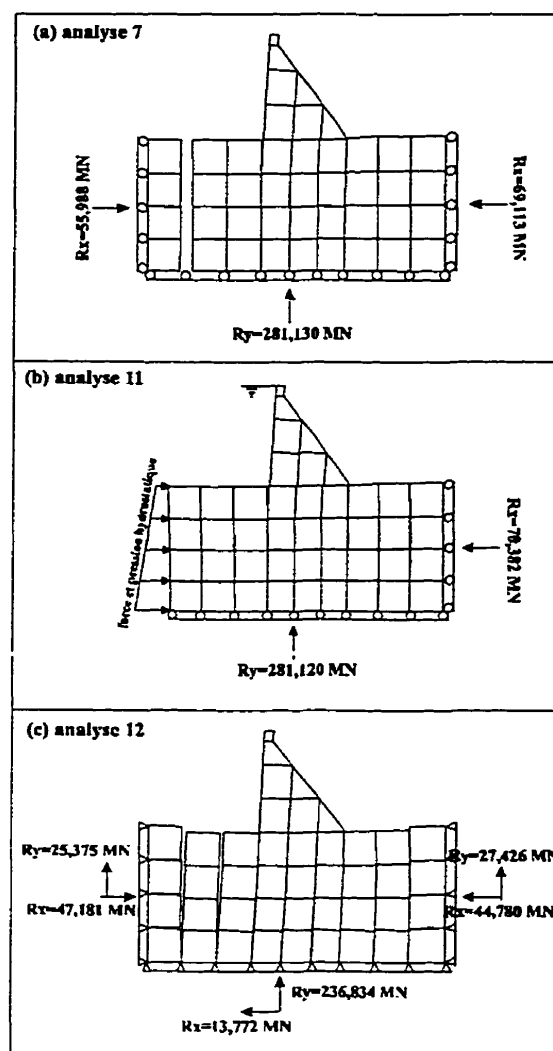 (a) analyse 7
Rx=55,988 MN
Rx=69,113 MN
Ry=281,130 MN
(b) analyse 11
force et pression hydrostatique
Rx=78,382 MN
Ry=281,120 MN
(c) analyse 12
Ry=25,375 MN
Ry=27,426 MN
Rx=47,181 MN
Rx=44,780 MN
Ry=236,834 MN
Rx=13,772 MN